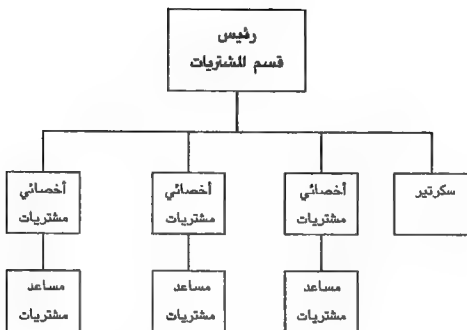 رئيس
قسم المشتريات
سكرتير
أخصائي
مشتريات
أخصائي
مشتريات
أخصائي
مشتريات
مساعد
مشتريات
مساعد
مشتريات
مساعد
مشتريات